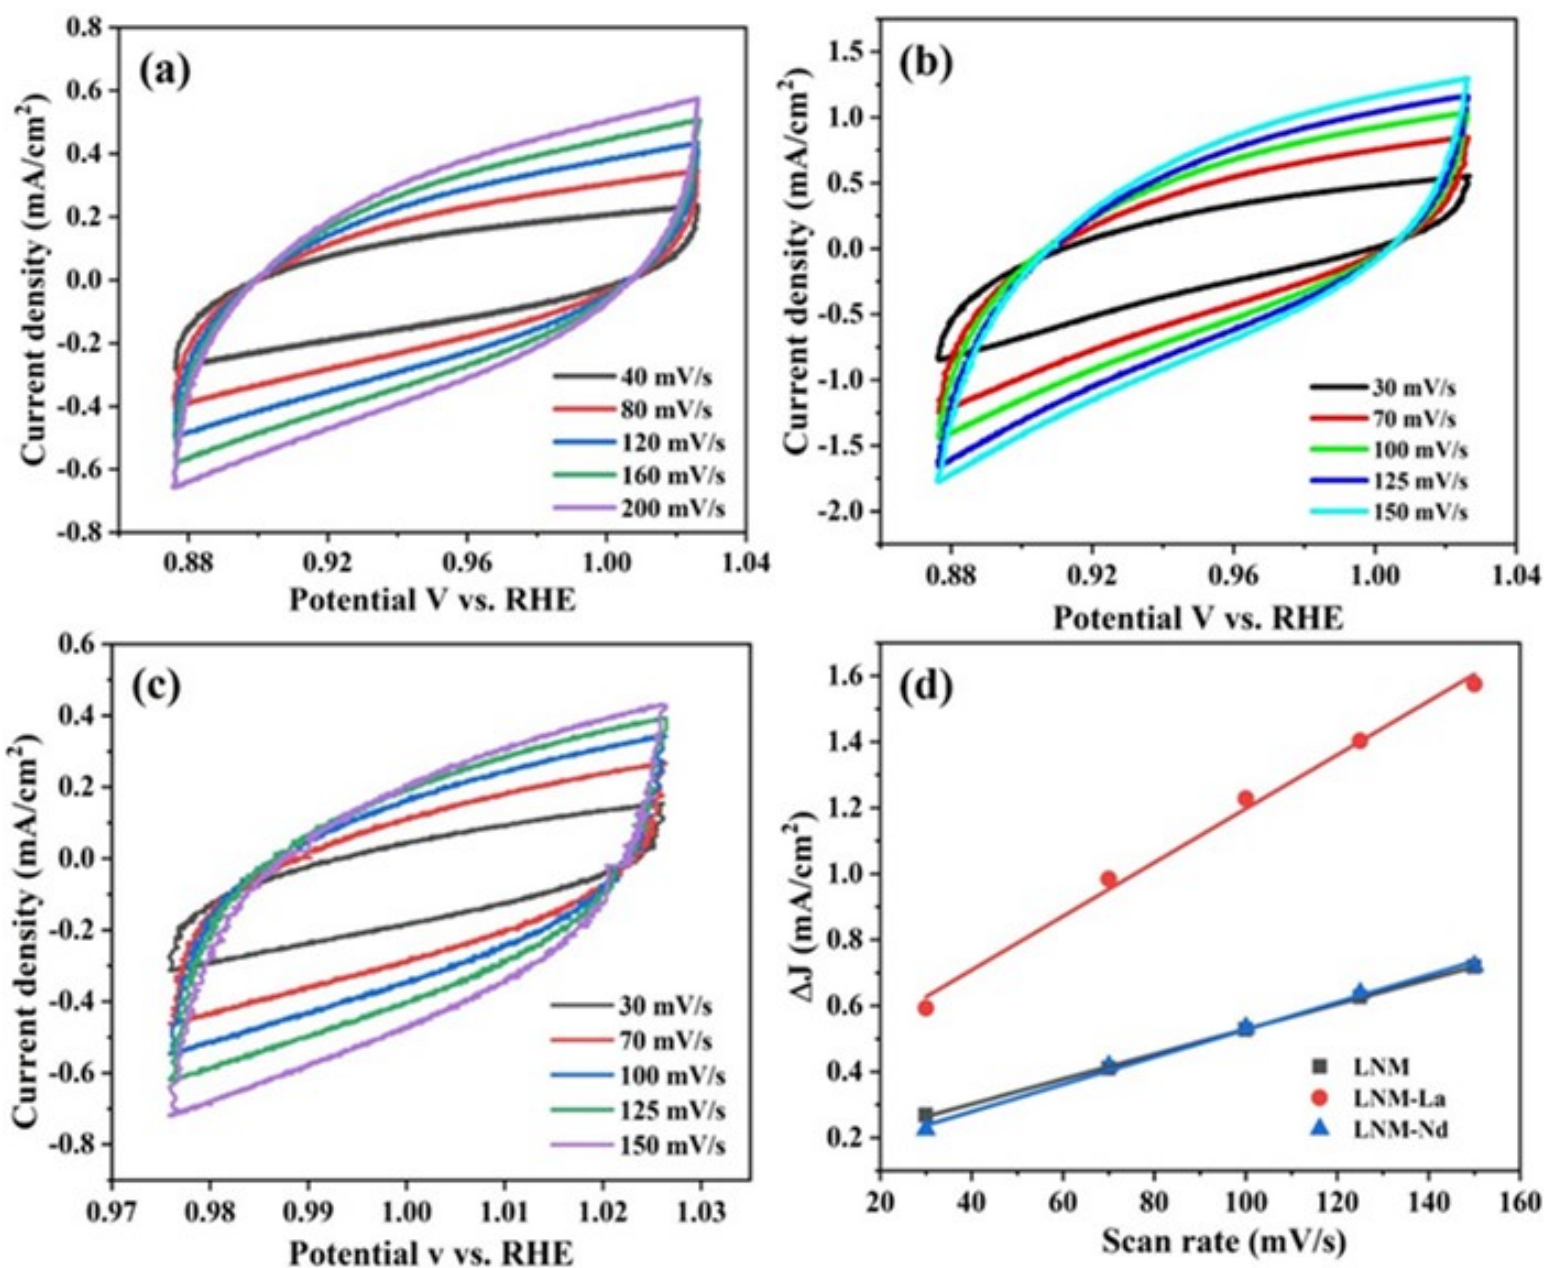 (a)
0.8
0.6
0.4
0.2
0.0
-0.2
-0.4
-0.6
-0.8
Current density (mA/cm2)
40 mV/s
80 mV/s
120 mV/s
160 mV/s
200 mV/s
0.88 0.92 0.96 1.00 1.04
Potential V vs. RHE
(b)
1.5
1.0
0.5
0.0
-0.5
-1.0
-1.5
-2.0
Current density (mA/cm2)
30 mV/s
70 mV/s
100 mV/s
125 mV/s
150 mV/s
0.88 0.92 0.96 1.00 1.04
Potential V vs. RHE
(c)
0.6
0.4
0.2
0.0
-0.2
-0.4
-0.6
-0.8
Current density (mA/cm2)
30 mV/s
70 mV/s
100 mV/s
125 mV/s
150 mV/s
0.97 0.98 0.99 1.00 1.01 1.02 1.03
Potential v vs. RHE
(d)
1.6
1.4
1.2
1.0
0.8
0.6
0.4
0.2
ΔJ (mA/cm2)
LNM
LNM-La
LNM-Nd
20 40 60 80 100 120 140 160
Scan rate (mV/s)